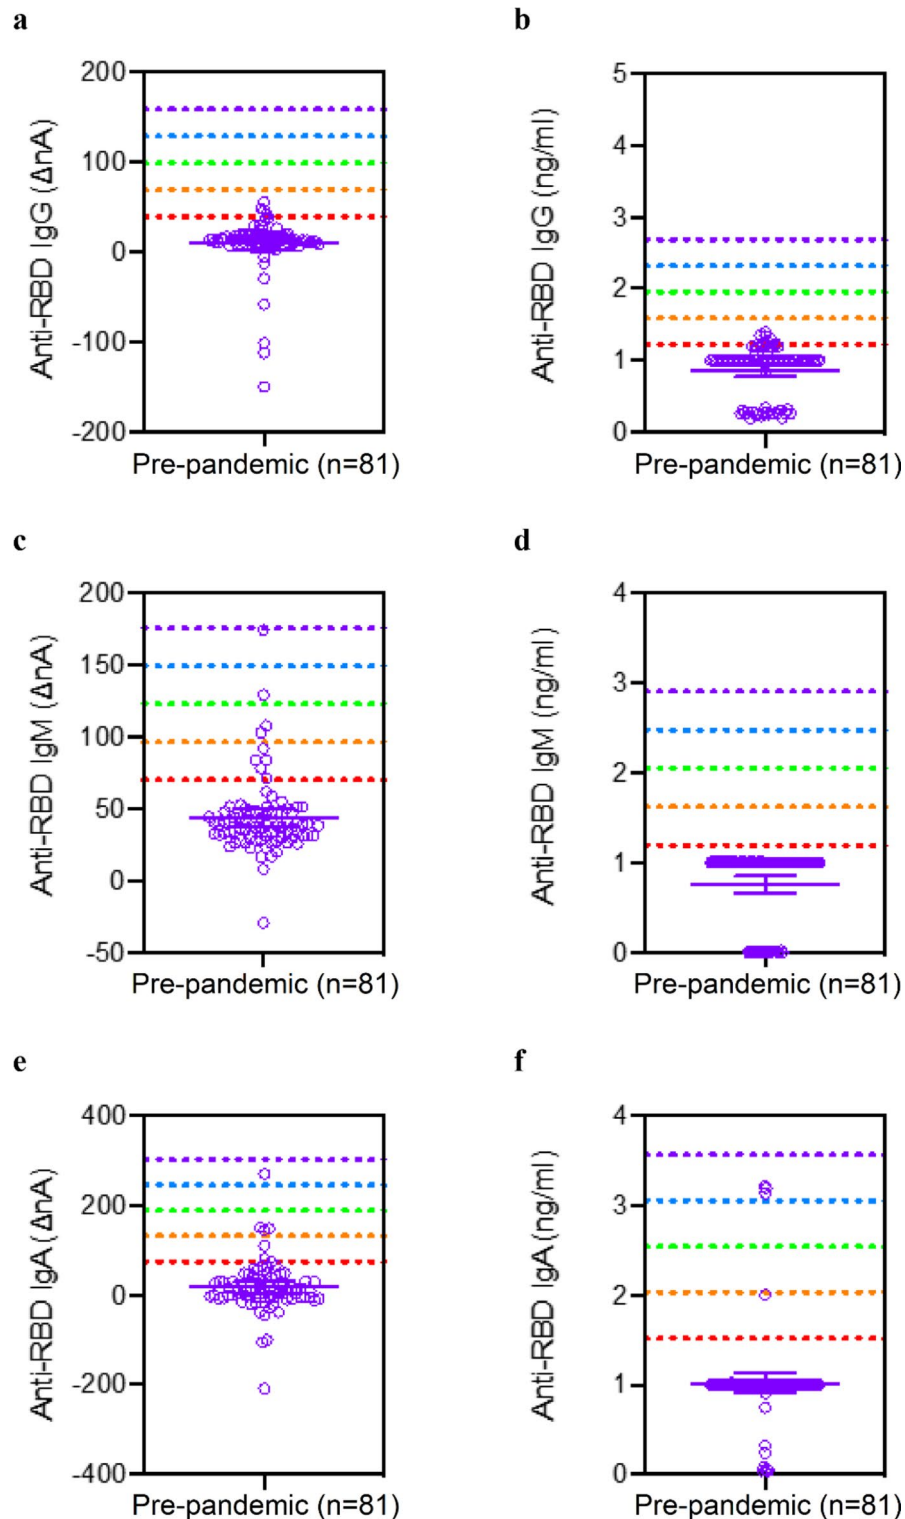 a
200
100
0
-100
-200
Anti-RBD IgG (ΔnA)
Pre-pandemic (n=81)
b
5
4
3
2
1
0
Anti-RBD IgG (ng/ml)
Pre-pandemic (n=81)
c
200
150
100
50
0
-50
Anti-RBD IgM (ΔnA)
Pre-pandemic (n=81)
d
4
3
2
1
0
Anti-RBD IgM (ng/ml)
Pre-pandemic (n=81)
e
400
200
0
-200
-400
Anti-RBD IgA (ΔnA)
Pre-pandemic (n=81)
f
4
3
2
1
0
Anti-RBD IgA (ng/ml)
Pre-pandemic (n=81)